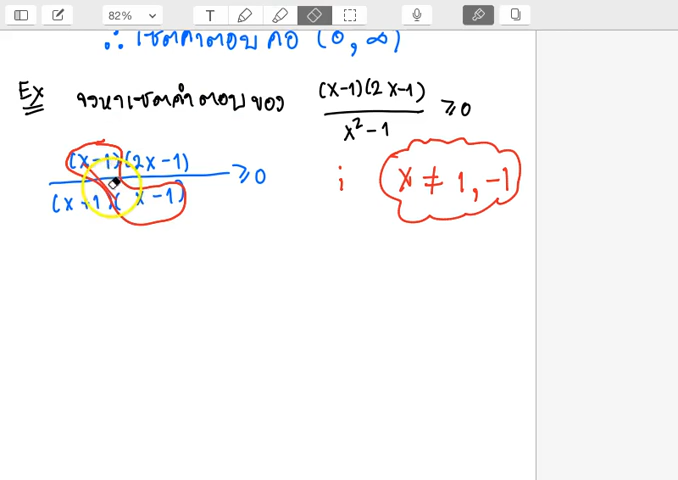 82%
T
∴ เซตคำตอบ คือ (0, ∞)
Ex จงหาเซตคำตอบของ (x-1)(2x-1) / x² - 1 ≥ 0
(x-1)(2x-1) / (x+1)(x-1) ≥ 0 ; x ≠ 1, -1